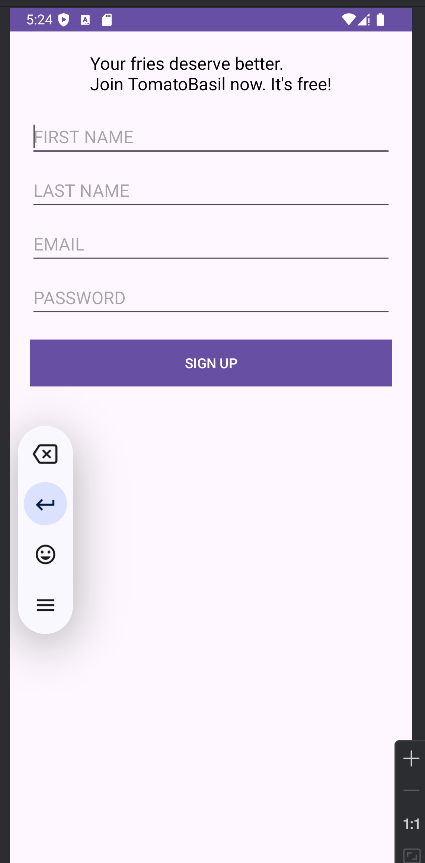 5:24
Your fries deserve better.
Join TomatoBasil now. It's free!
FIRST NAME
LAST NAME
EMAIL
PASSWORD
SIGN UP
1:1